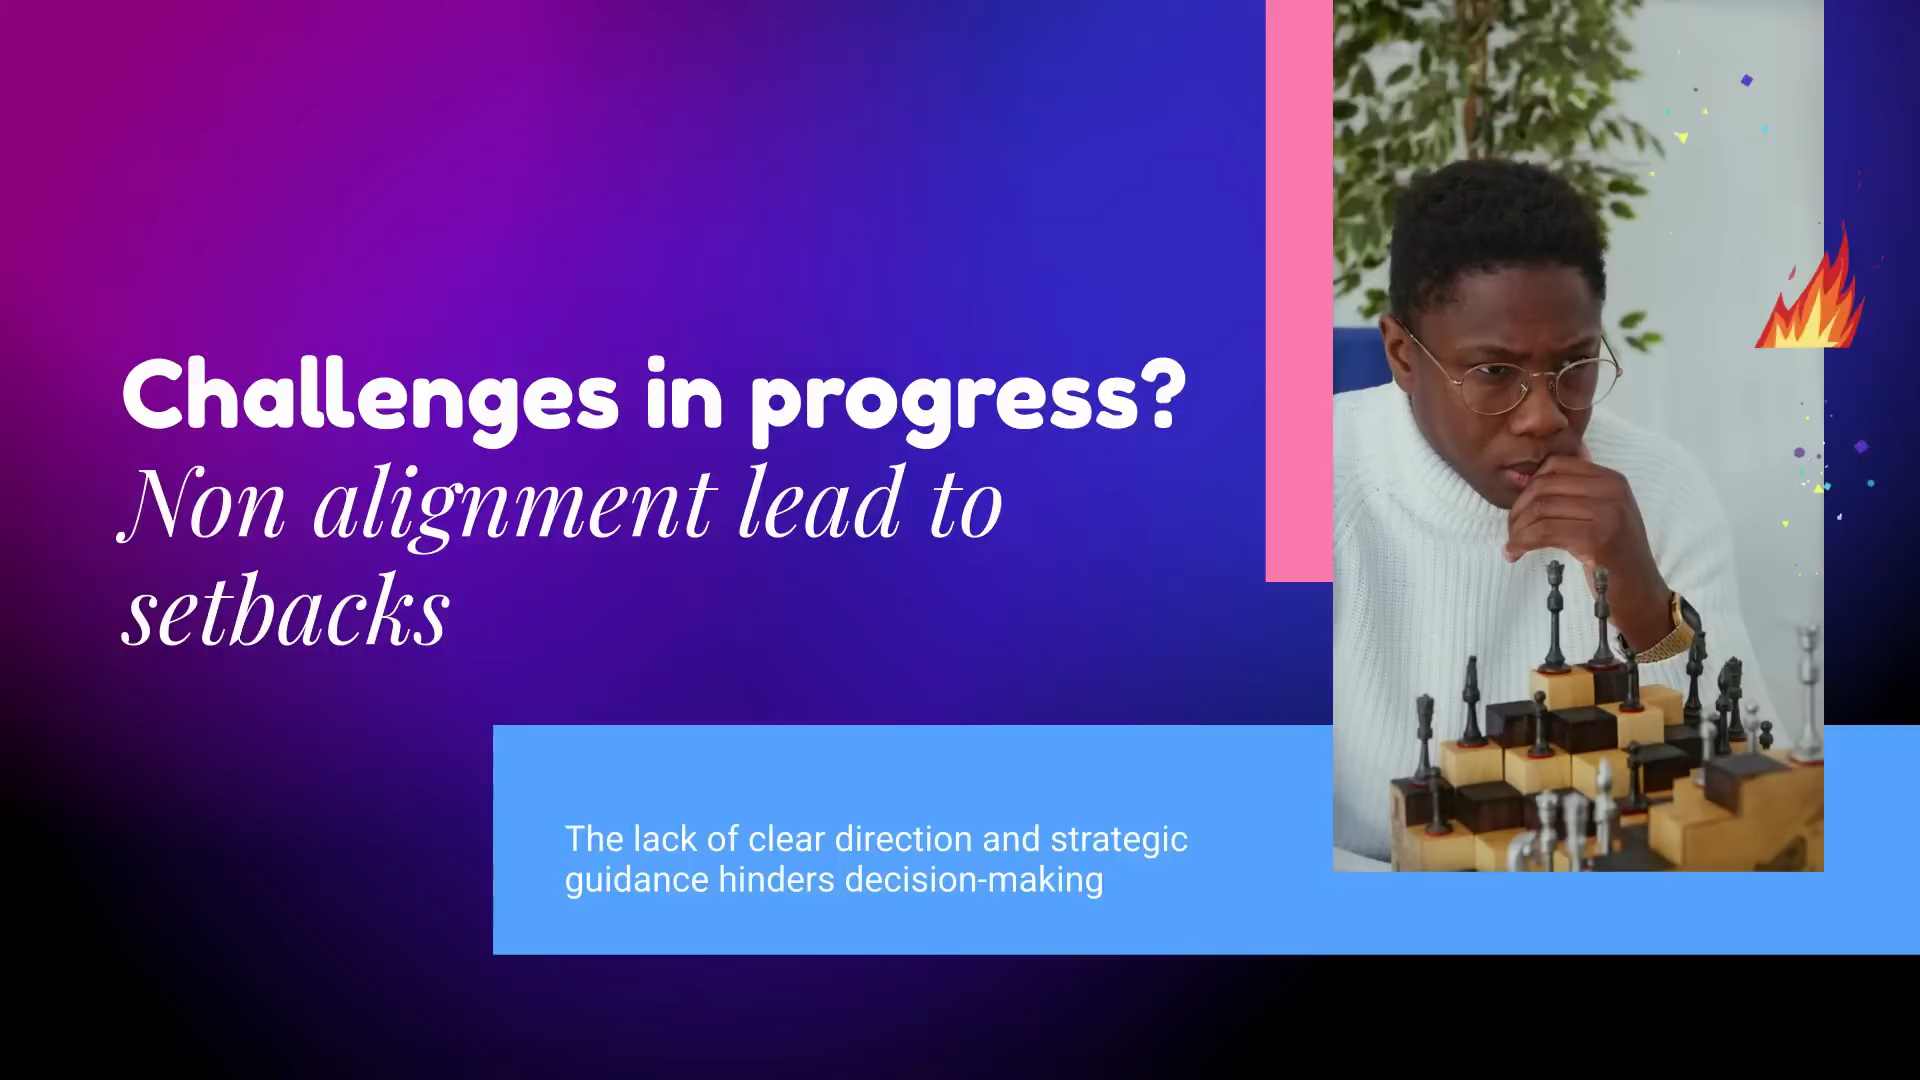 Challenges in progress?
Non alignment lead to
setbacks
The lack of clear direction and strategic
guidance hinders decision-making